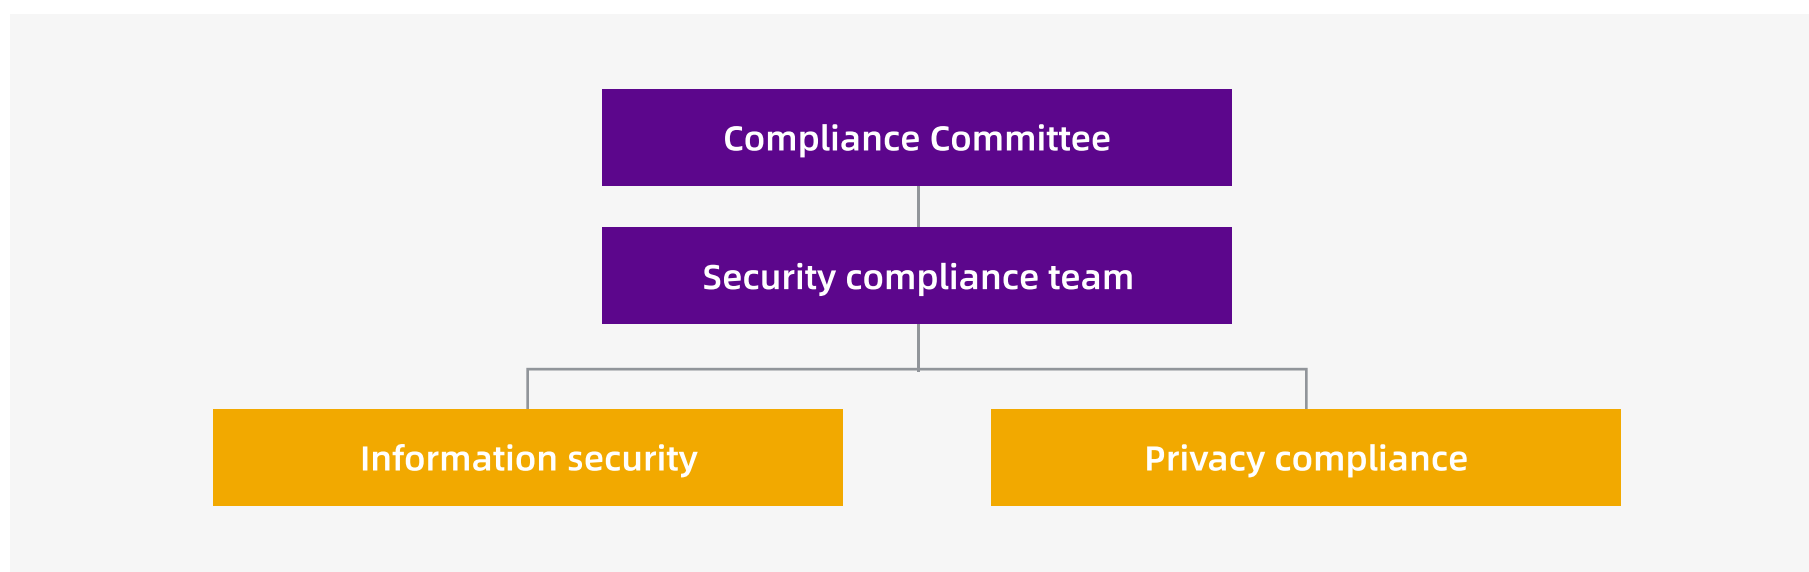 Compliance Committee
Security compliance team
Information security
Privacy compliance